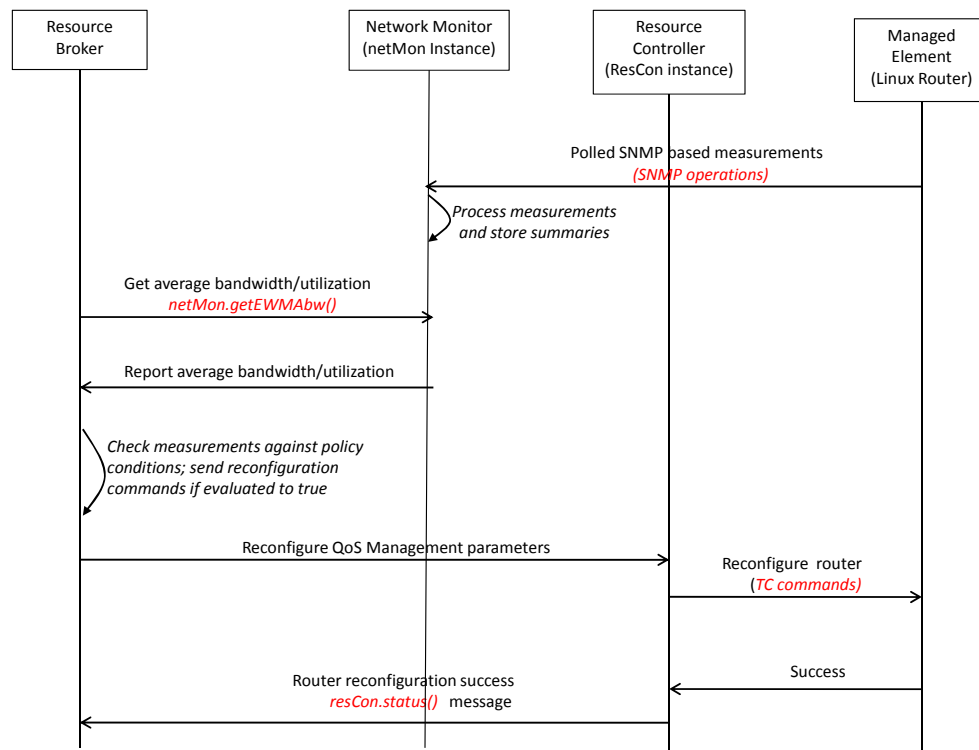 Resource
Broker
Network Monitor
(netMon Instance)
Resource
Controller
(ResCon instance)
Managed
Element
(Linux Router)
Polled SNMP based measurements
(SNMP operations)
Process measurements
and store summaries
Get average bandwidth/utilization
netMon.getEWMAbw()
Report average bandwidth/utilization
Check measurements against policy
conditions; send reconfiguration
commands if evaluated to true
Reconfigure QoS Management parameters
Reconfigure router
(TC commands)
Success
Router reconfiguration success
resCon.status() message